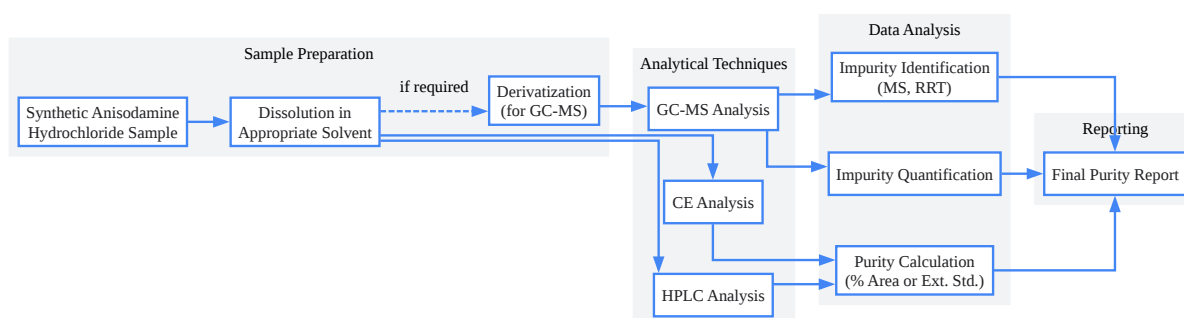 Sample Preparation
Synthetic Anisodamine
Hydrochloride Sample
Dissolution in
Appropriate Solvent
if required
Derivatization
(for GC-MS)
Analytical Techniques
GC-MS Analysis
CE Analysis
HPLC Analysis
Data Analysis
Impurity Identification
(MS, RRT)
Impurity Quantification
Purity Calculation
(% Area or Ext. Std.)
Reporting
Final Purity Report